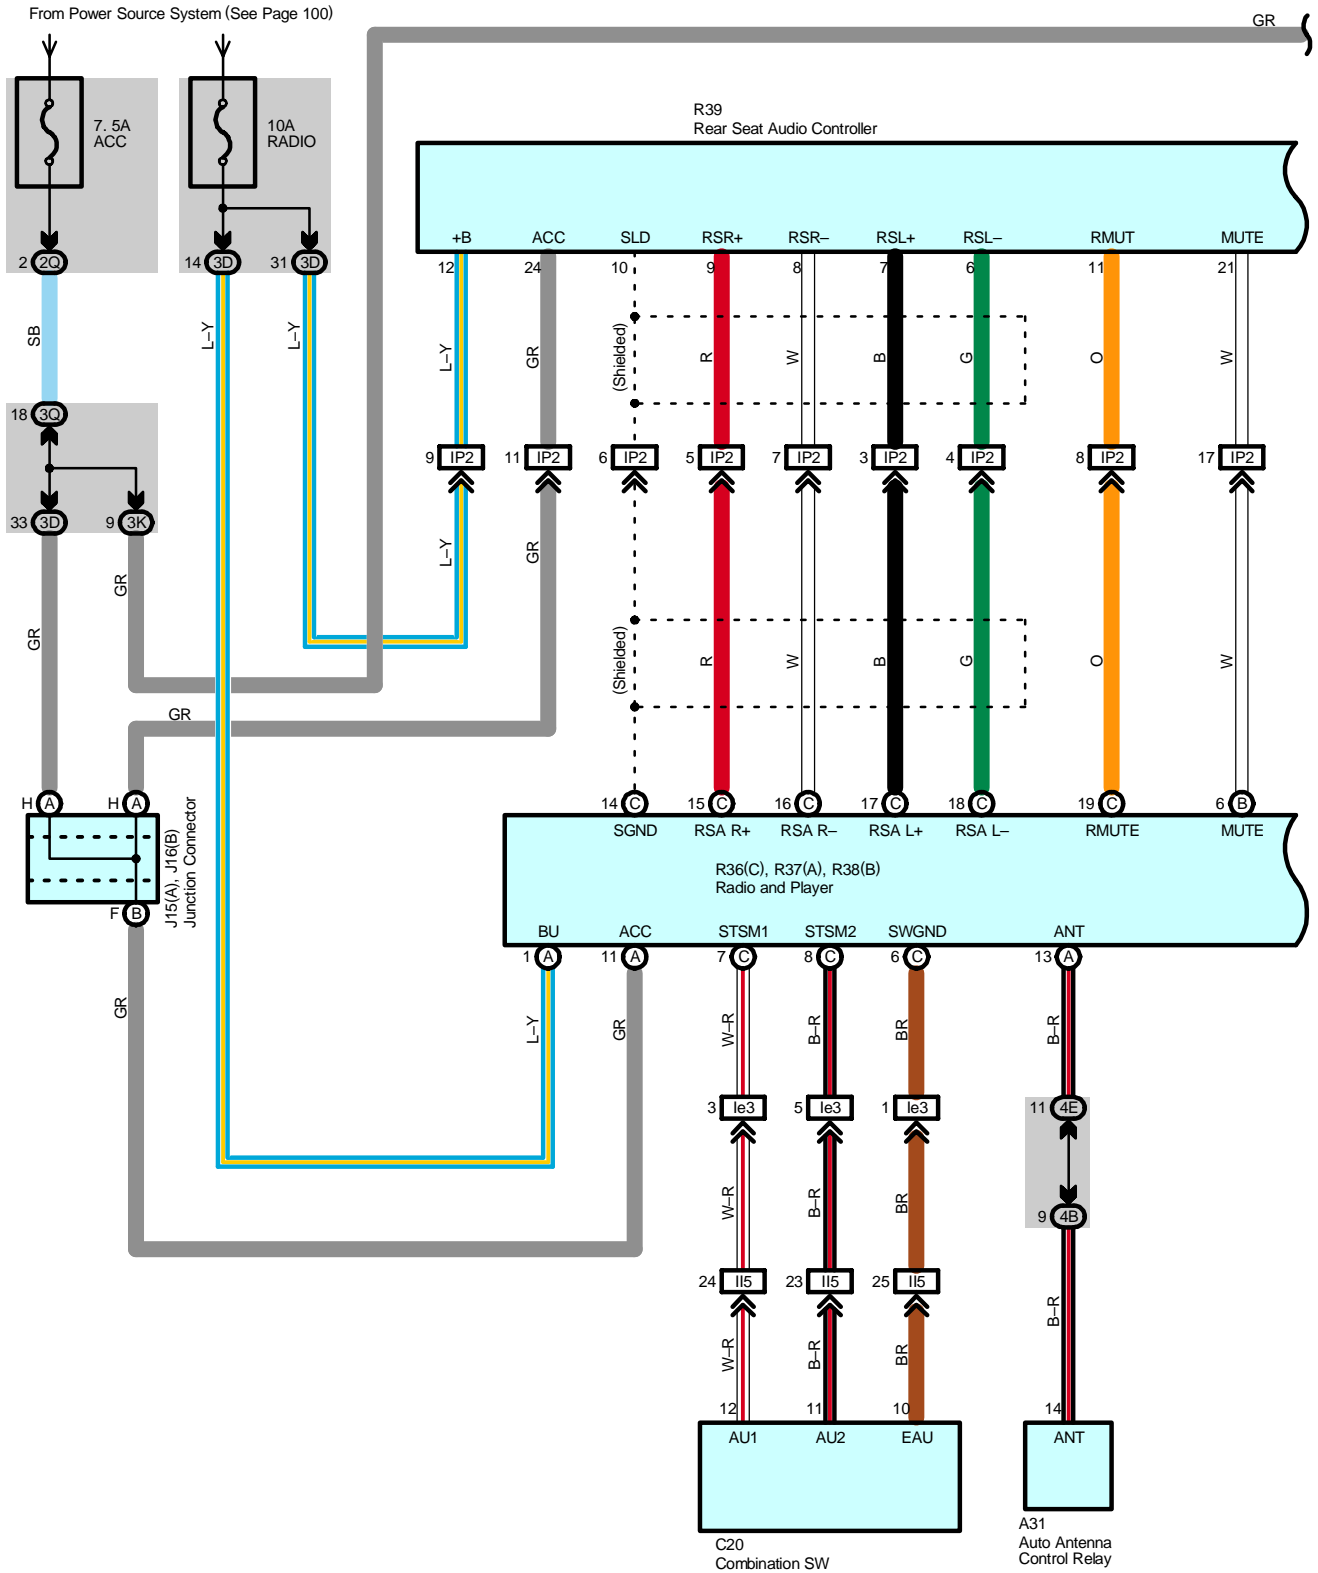 From Power Source System (See Page 100)
GR
7. 5A
ACC
10A
RADIO
R39
Rear Seat Audio Controller
+B ACC SLD RSR+ RSR– RSL+ RSL– RMUT MUTE
2 2Q 14 3D 31 3D
12 24 10 9 8 7 6 11 21
SB L–Y L–Y L–Y GR (Shielded) R W B G O W
18 3Q
9 IP2 11 IP2 6 IP2 5 IP2 7 IP2 3 IP2 4 IP2 8 IP2 17 IP2
33 3D 9 3K
L–Y GR
GR
GR (Shielded) R W B G O W
GR
H A H A
14 C 15 C 16 C 17 C 18 C 19 C 6 B
SGND RSA R+ RSA R– RSA L+ RSA L– RMUTE MUTE
J15(A), J16(B)
Junction Connector
R36(C), R37(A), R38(B)
Radio and Player
F B
BU ACC STSM1 STSM2 SWGND ANT
1 A 11 A 7 C 8 C 6 C 13 A
GR L–Y GR W–R B–R BR B–R
3 Ie3 5 Ie3 1 Ie3 11 4E
W–R B–R BR
9 4B
24 II5 23 II5 25 II5
B–R
W–R B–R BR
12 11 10 14
AU1 AU2 EAU ANT
C20
Combination SW
A31
Auto Antenna
Control Relay